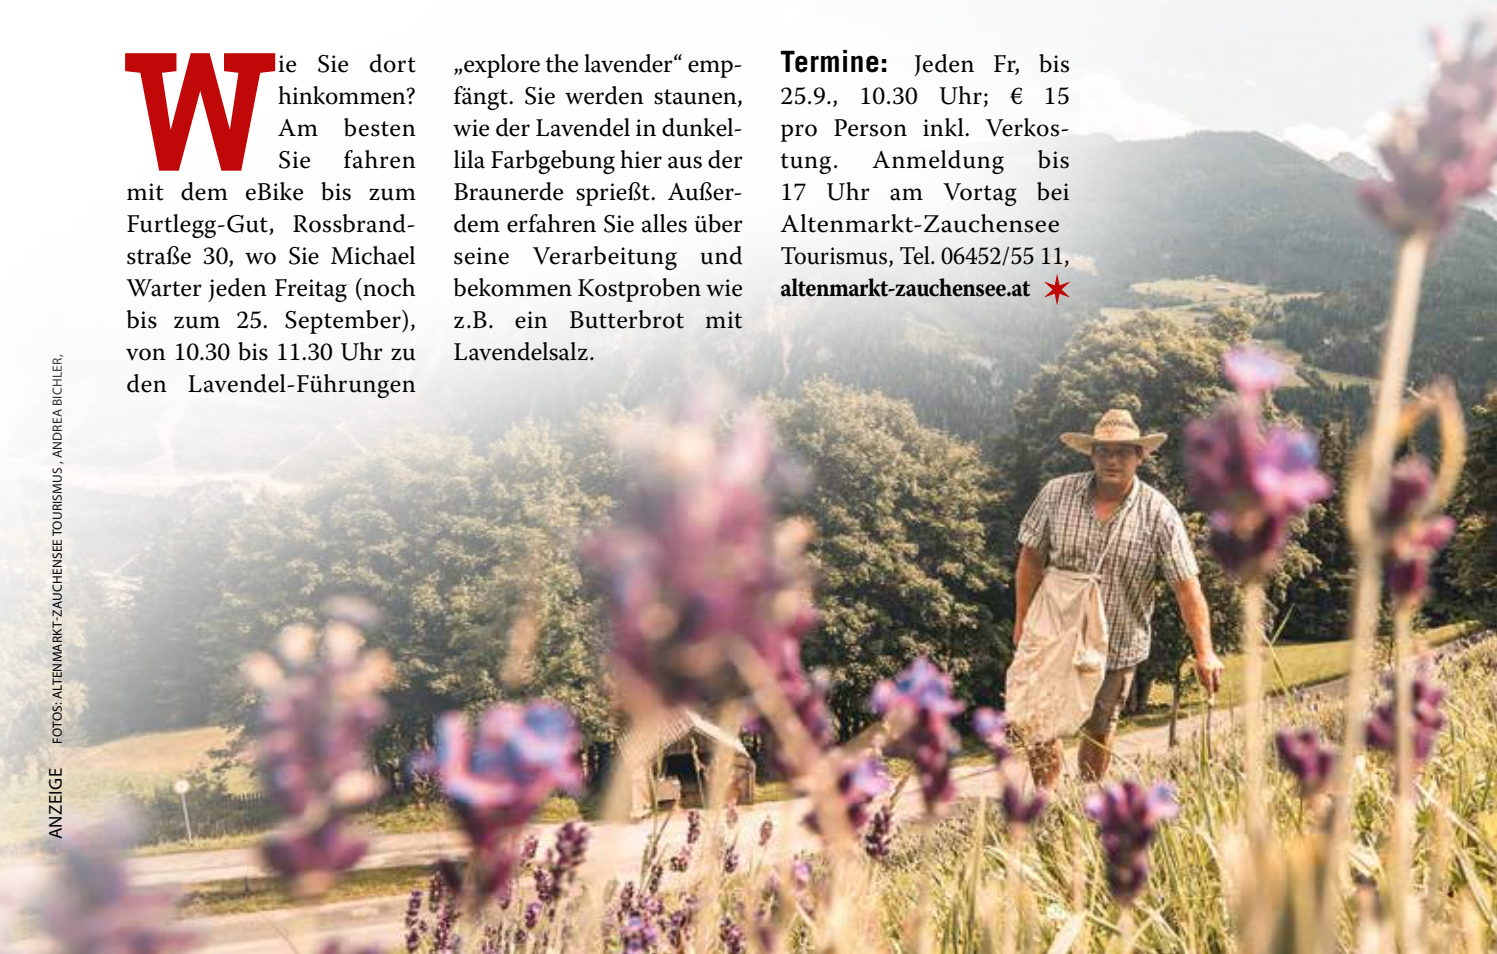 Wie Sie dort
hinkommen?
Am besten
Sie fahren
mit dem eBike bis zum
Furtlegg-Gut, Rossbrand-
straße 30, wo Sie Michael
Warter jeden Freitag (noch
bis zum 25. September),
von 10.30 bis 11.30 Uhr zu
den Lavendel-Führungen
„explore the lavender“ emp-
fängt. Sie werden staunen,
wie der Lavendel in dunkel-
lila Farbgebung hier aus der
Braunerde sprießt. Außer-
dem erfahren Sie alles über
seine Verarbeitung und
bekommen Kostproben wie
z.B. ein Butterbrot mit
Lavendelsalz.
Termine: Jeden Fr, bis
25.9., 10.30 Uhr; € 15
pro Person inkl. Verkos-
tung. Anmeldung bis
17 Uhr am Vortag bei
Altenmarkt-Zauchensee
Tourismus, Tel. 06452/55 11,
altenmarkt-zauchensee.at
ANZEIGE FOTOS: ALTENMARKT-ZAUCHENSEE TOURISMUS , ANDREA BICHLER,